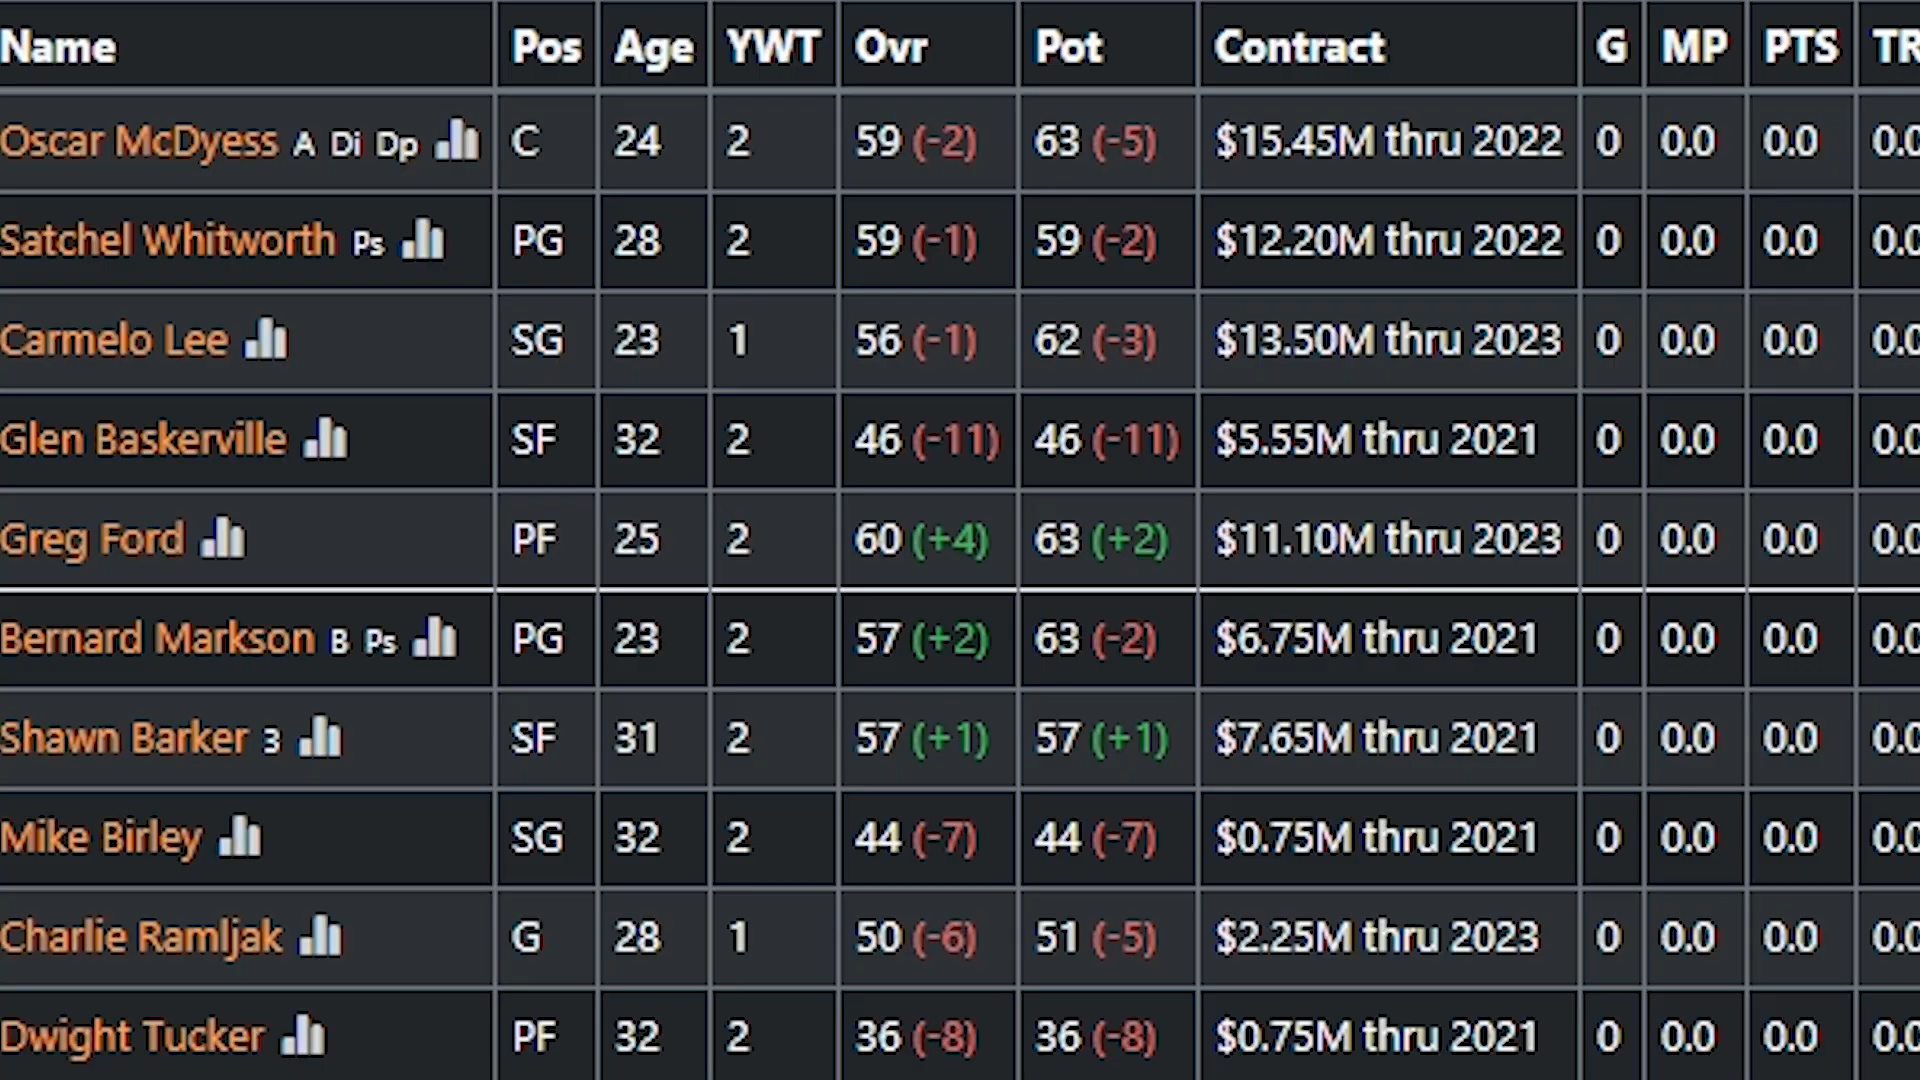 Name Pos Age YWT Ovr Pot Contract G MP PTS TR
Oscar McDyess A Di Dp C 24 2 59 (-2) 63 (-5) $15.45M thru 2022 0 0.0 0.0 0.0
Satchel Whitworth Ps PG 28 2 59 (-1) 59 (-2) $12.20M thru 2022 0 0.0 0.0 0.0
Carmelo Lee SG 23 1 56 (-1) 62 (-3) $13.50M thru 2023 0 0.0 0.0 0.0
Glen Baskerville SF 32 2 46 (-11) 46 (-11) $5.55M thru 2021 0 0.0 0.0 0.0
Greg Ford PF 25 2 60 (+4) 63 (+2) $11.10M thru 2023 0 0.0 0.0 0.0
Bernard Markson B Ps PG 23 2 57 (+2) 63 (-2) $6.75M thru 2021 0 0.0 0.0 0.0
Shawn Barker 3 SF 31 2 57 (+1) 57 (+1) $7.65M thru 2021 0 0.0 0.0 0.0
Mike Birley SG 32 2 44 (-7) 44 (-7) $0.75M thru 2021 0 0.0 0.0 0.0
Charlie Ramljak G 28 1 50 (-6) 51 (-5) $2.25M thru 2023 0 0.0 0.0 0.0
Dwight Tucker PF 32 2 36 (-8) 36 (-8) $0.75M thru 2021 0 0.0 0.0 0.0